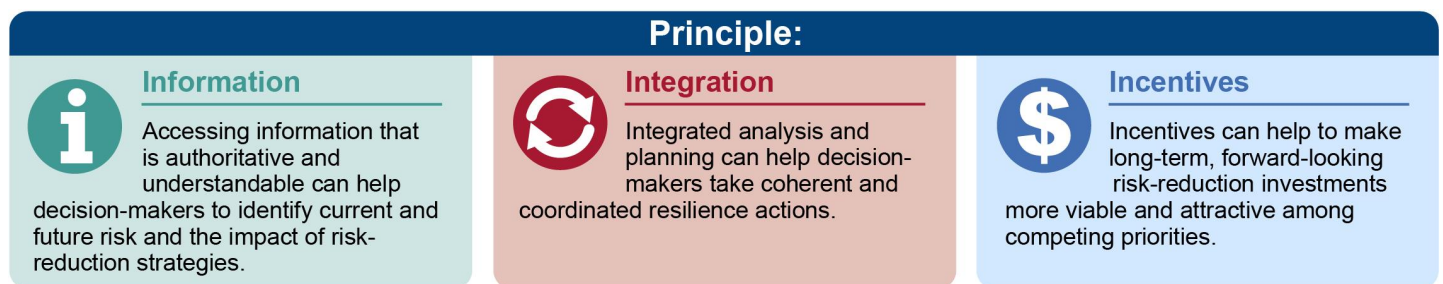 Principle:
Information
Accessing information that
is authoritative and
understandable can help
decision-makers to identify current and
future risk and the impact of risk-
reduction strategies.
Integration
Integrated analysis and
planning can help decision-
makers take coherent and
coordinated resilience actions.
Incentives
Incentives can help to make
long-term, forward-looking
risk-reduction investments
more viable and attractive among
competing priorities.